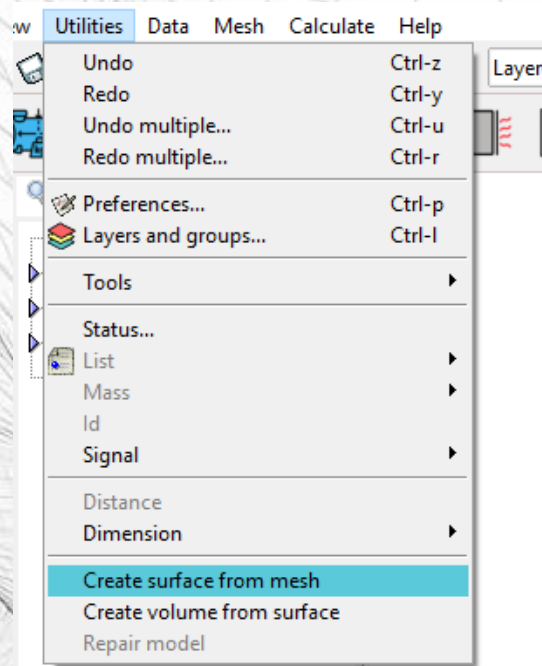 w Utilities Data Mesh Calculate Help
Undo Ctrl-z
Layer
Redo Ctrl-y
Undo multiple... Ctrl-u
Redo multiple... Ctrl-r
Preferences... Ctrl-p
Layers and groups... Ctrl-l
Tools
Status...
List
Mass
Id
Signal
Distance
Dimension
Create surface from mesh
Create volume from surface
Repair model